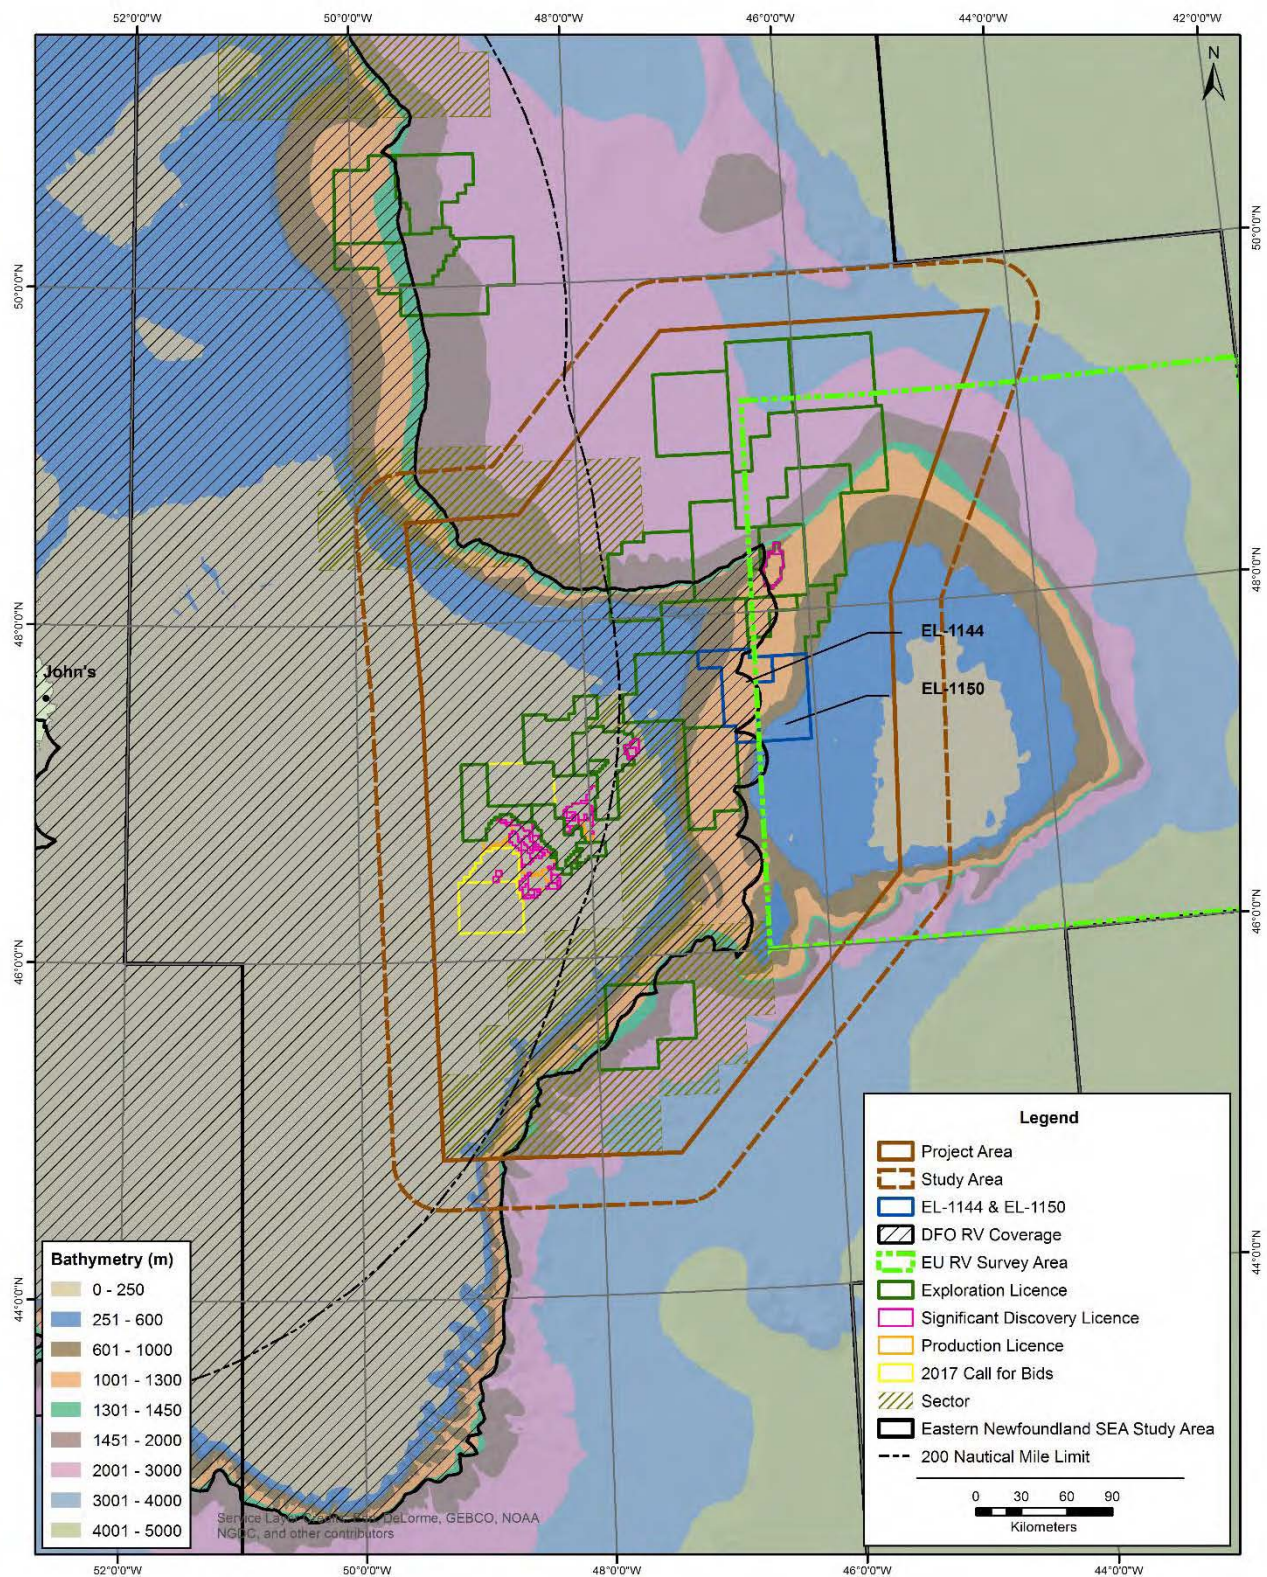 52°0'0"W 50°0'0"W 48°0'0"W 46°0'0"W 44°0'0"W 42°0'0"W
N
50°0'0"N
50°0'0"N
48°0'0"N
48°0'0"N
EL-1144
John's
EL-1150
46°0'0"N
46°0'0"N
44°0'0"N
44°0'0"N
Legend
Project Area
Study Area
EL-1144 & EL-1150
DFO RV Coverage
EU RV Survey Area
Exploration Licence
Significant Discovery Licence
Production Licence
2017 Call for Bids
Sector
Eastern Newfoundland SEA Study Area
200 Nautical Mile Limit
0 30 60 90
Kilometers
Bathymetry (m)
0 - 250
251 - 600
601 - 1000
1001 - 1300
1301 - 1450
1451 - 2000
2001 - 3000
3001 - 4000
4001 - 5000
Service Layer DeLorme, GEBCO, NOAA
NGDC, and other contributors
52°0'0"W 50°0'0"W 48°0'0"W 46°0'0"W 44°0'0"W